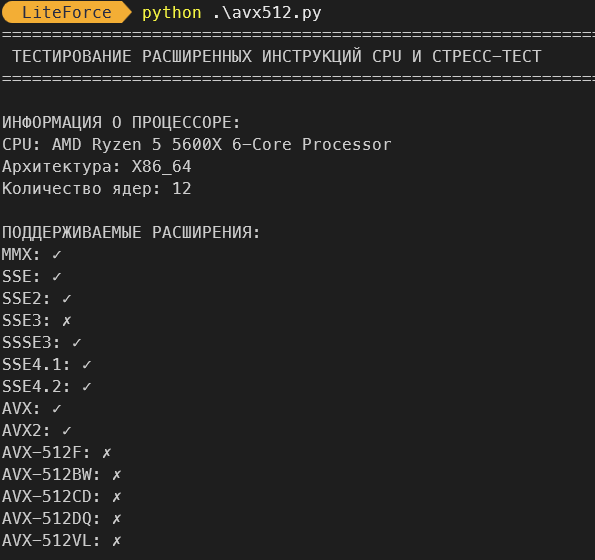 LiteForce python .\avx512.py
============================================================
ТЕСТИРОВАНИЕ РАСШИРЕННЫХ ИНСТРУКЦИЙ CPU И СТРЕСС-ТЕСТ
============================================================
ИНФОРМАЦИЯ О ПРОЦЕССОРЕ:
CPU: AMD Ryzen 5 5600X 6-Core Processor
Архитектура: X86_64
Количество ядер: 12
ПОДДЕРЖИВАЕМЫЕ РАСШИРЕНИЯ:
MMX: ✓
SSE: ✓
SSE2: ✓
SSE3: ✗
SSSE3: ✓
SSE4.1: ✓
SSE4.2: ✓
AVX: ✓
AVX2: ✓
AVX-512F: ✗
AVX-512BW: ✗
AVX-512CD: ✗
AVX-512DQ: ✗
AVX-512VL: ✗